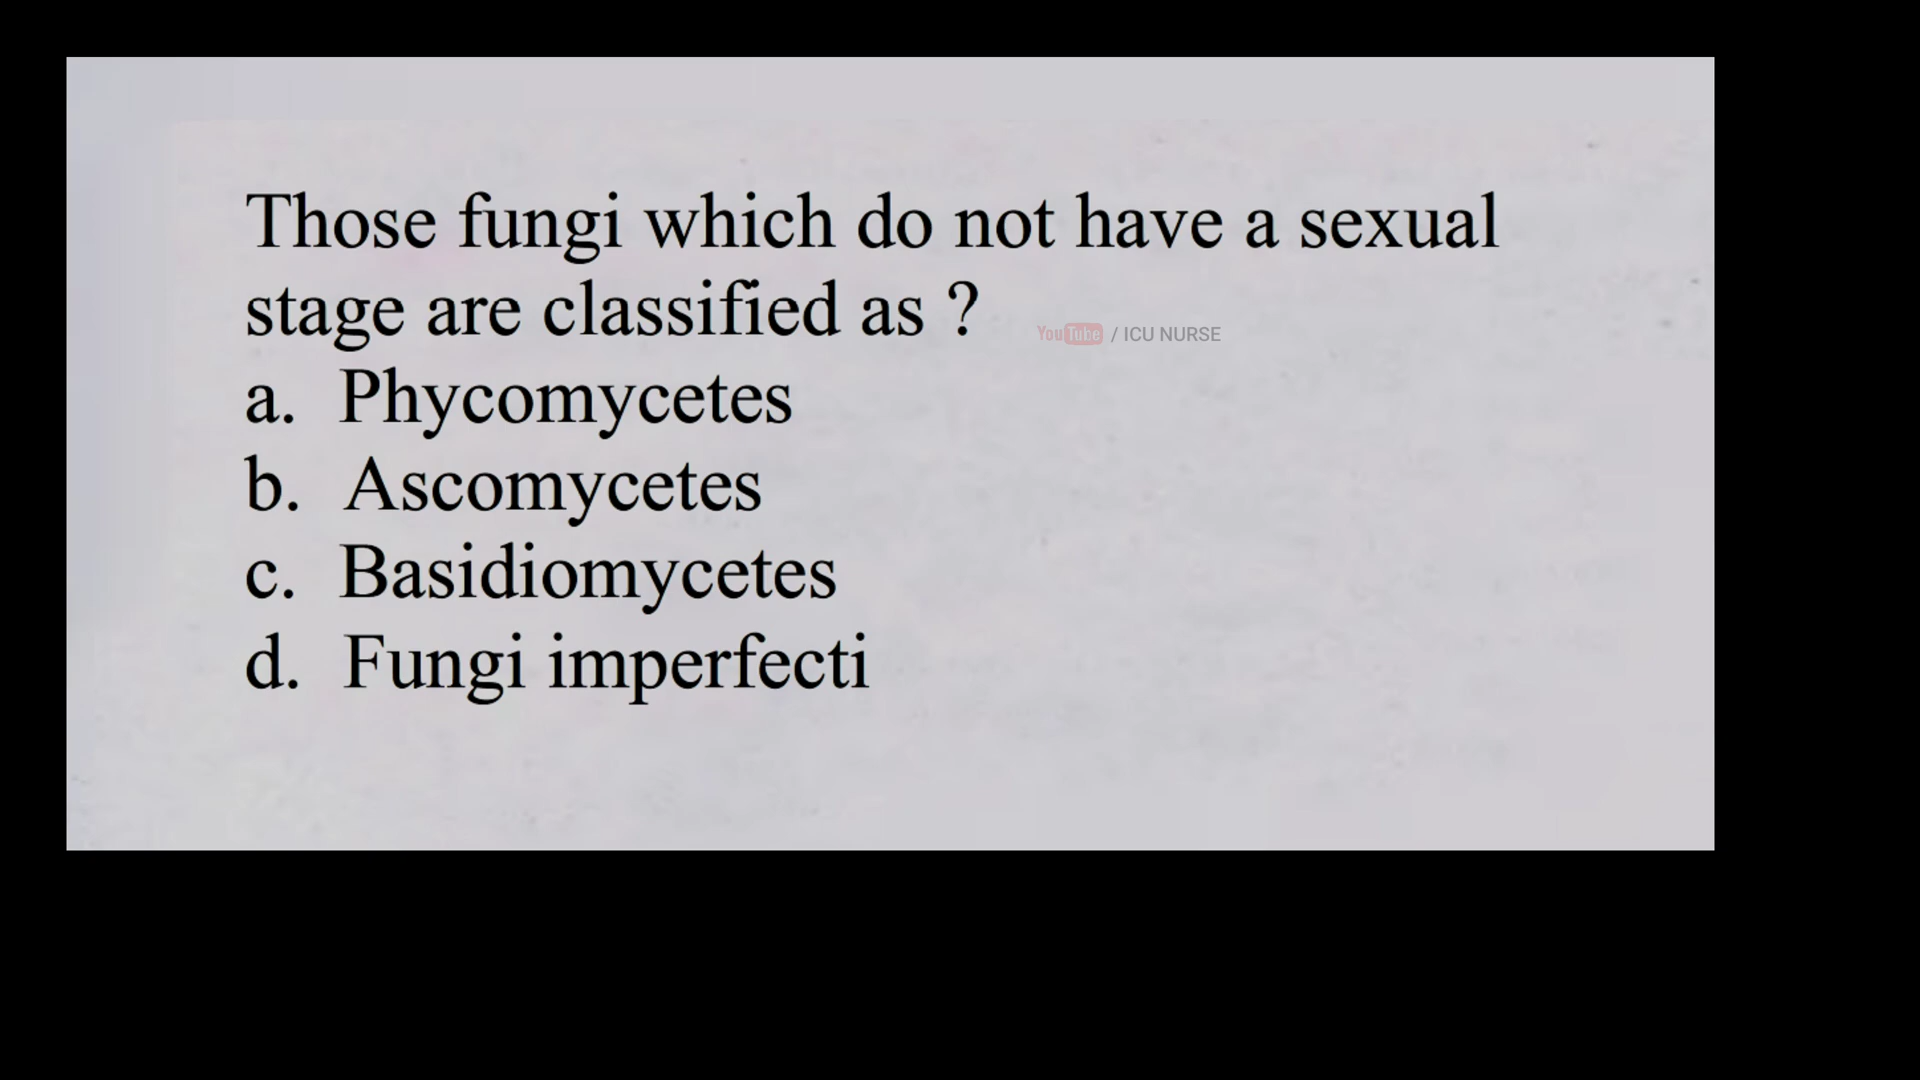 Those fungi which do not have a sexual
stage are classified as ?
YouTube / ICU NURSE
a. Phycomycetes
b. Ascomycetes
c. Basidiomycetes
d. Fungi imperfecti